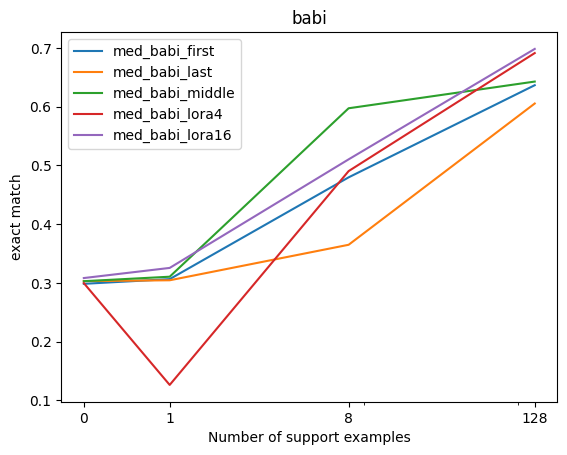 babi
med_babi_first
med_babi_last
med_babi_middle
med_babi_lora4
med_babi_lora16
exact match
0.7
0.6
0.5
0.4
0.3
0.2
0.1
0 1 8 128
Number of support examples